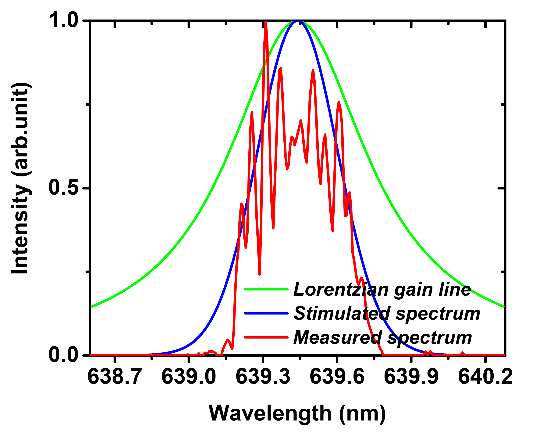 1.0
0.5
0.0
Intensity (arb.unit)
Lorentzian gain line
Stimulated spectrum
Measured spectrum
638.7 639.0 639.3 639.6 639.9 640.2
Wavelength (nm)